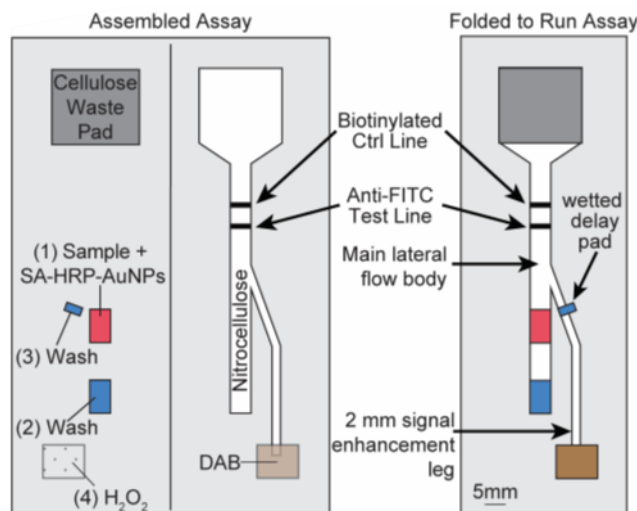 Assembled Assay
Folded to Run Assay
Cellulose
Waste
Pad
Biotinylated
Ctrl Line
Anti-FITC
Test Line
wetted
delay
pad
(1) Sample +
SA-HRP-AuNPs
Main lateral
flow body
Nitrocellulose
(3) Wash
(2) Wash
2 mm signal
enhancement
leg
DAB
(4) H₂O₂
5mm